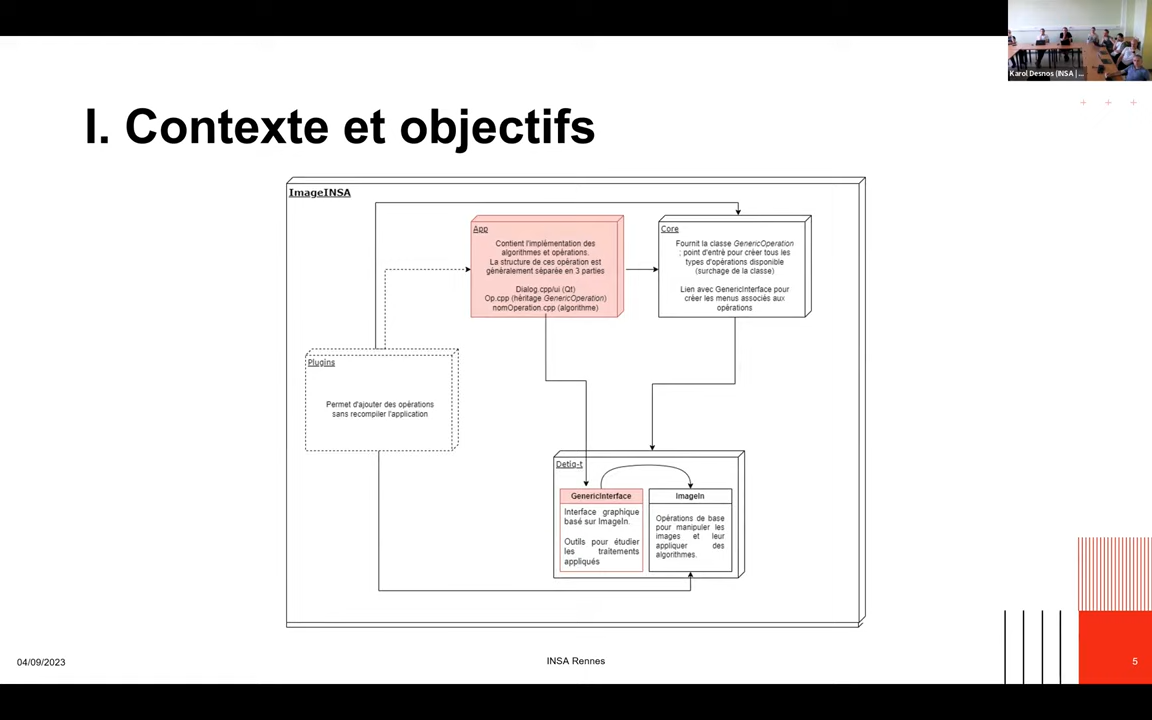 Karol Desnos (INSA | ...
I. Contexte et objectifs
ImageINSA
App
Contient l'implémentation des
algorithmes et opérations.
La structure de ces opération est
généralement séparée en 3 parties
Dialog.cpp/ui (Qt)
Op.cpp (héritage GenericOperation)
nomOperation.cpp (algorithme)
Core
Fournit la classe GenericOperation
; point d'entré pour créer tous les
types d'opérations disponible
(surchage de la classe)
Lien avec GenericInterface pour
créer les menus associés aux
opérations
Plugins
Permet d'ajouter des opérations
sans recompiler l'application
Detiq-t
GenericInterface
Interface graphique
basé sur ImageIn.
Outils pour étudier
les traitements
appliqués
ImageIn
Opérations de base
pour manipuler les
images et leur
appliquer des
algorithmes.
04/09/2023
INSA Rennes
5